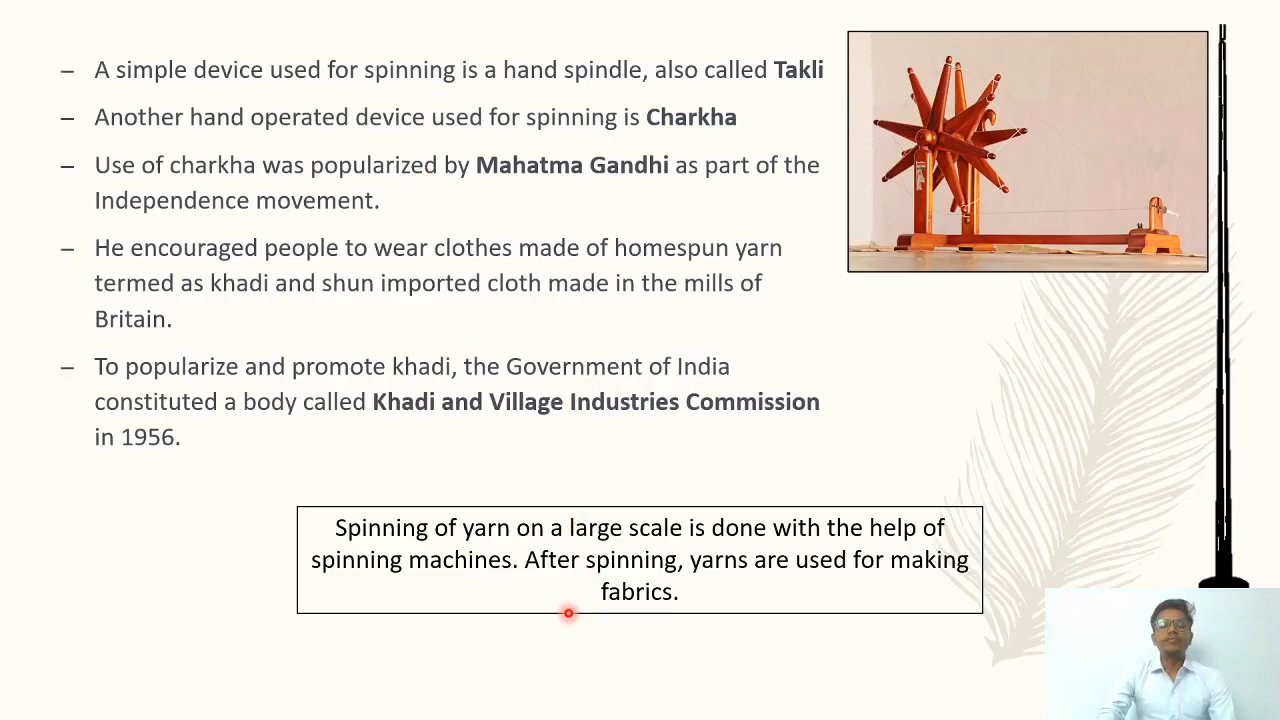 – A simple device used for spinning is a hand spindle, also called Takli
– Another hand operated device used for spinning is Charkha
– Use of charkha was popularized by Mahatma Gandhi as part of the
Independence movement.
– He encouraged people to wear clothes made of homespun yarn
termed as khadi and shun imported cloth made in the mills of
Britain.
– To popularize and promote khadi, the Government of India
constituted a body called Khadi and Village Industries Commission
in 1956.
Spinning of yarn on a large scale is done with the help of
spinning machines. After spinning, yarns are used for making
fabrics.